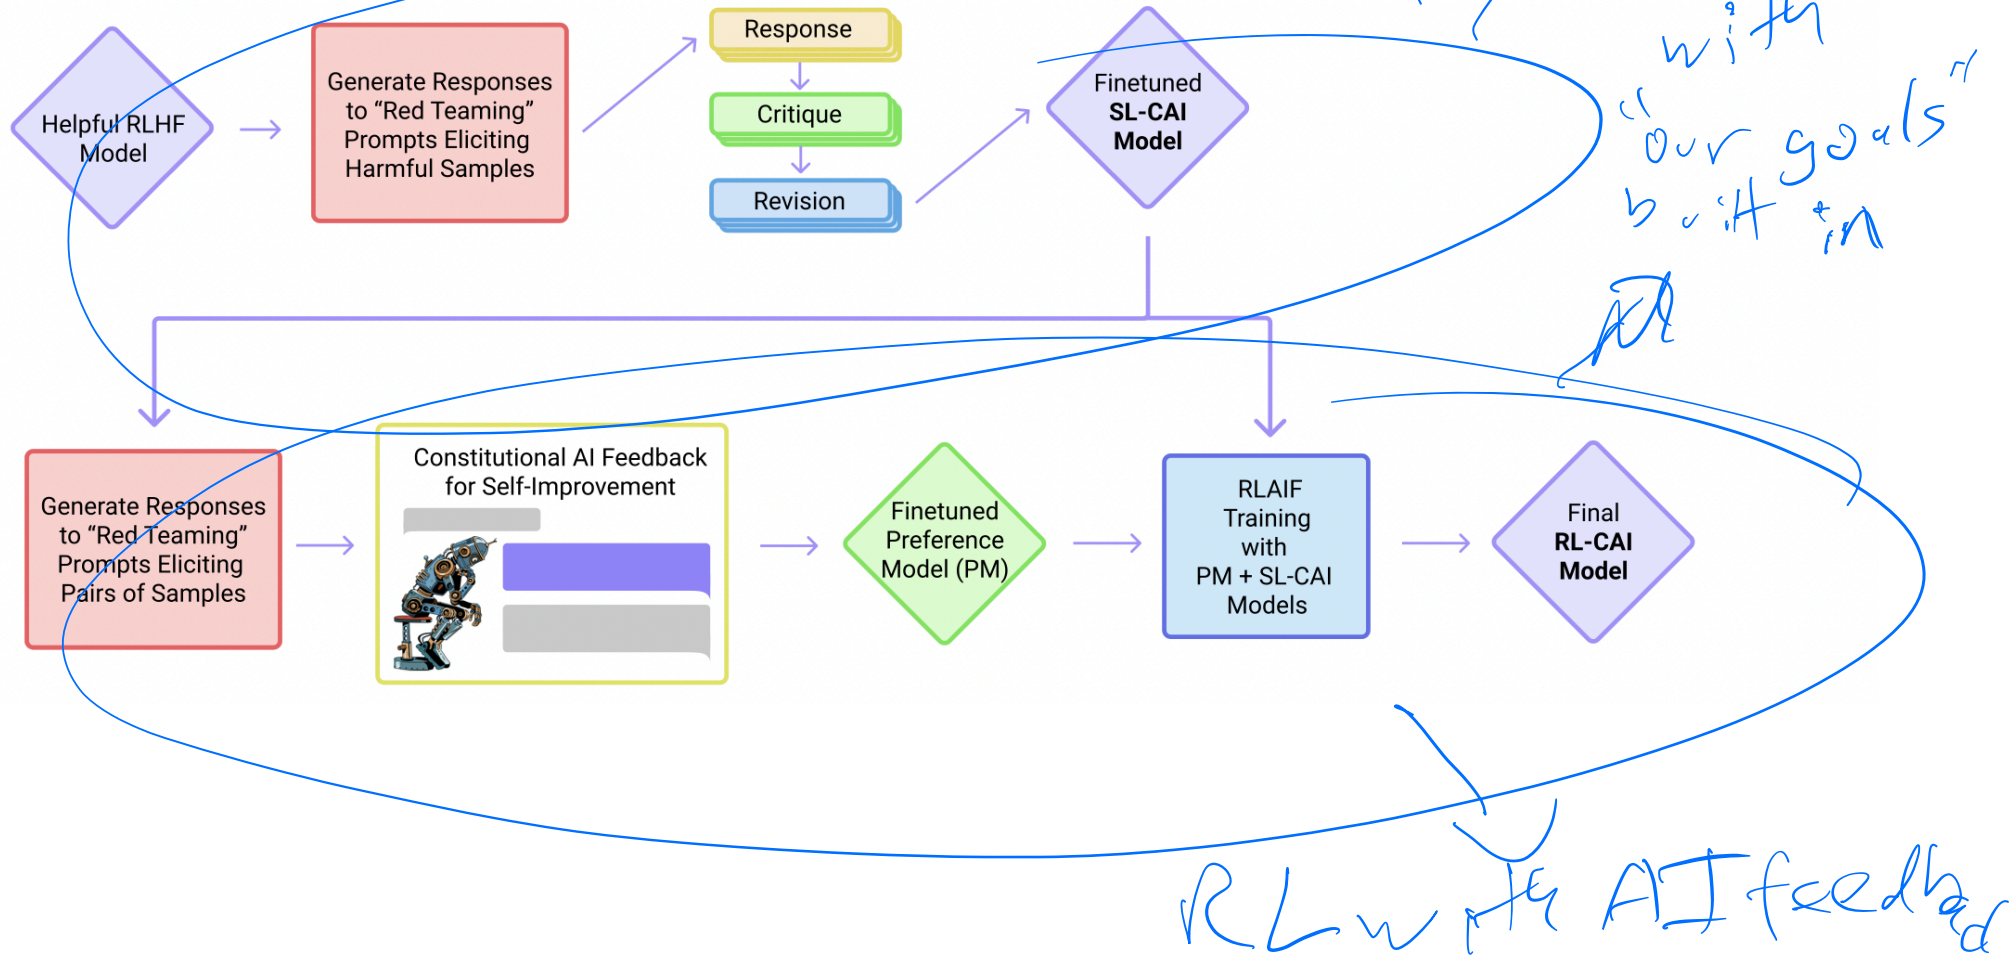 Helpful RLHF
Model
Generate Responses
to “Red Teaming”
Prompts Eliciting
Harmful Samples
Response
Critique
Revision
Finetuned
SL-CAI
Model
with
"our goals"
built in
Generate Responses
to “Red Teaming”
Prompts Eliciting
Pairs of Samples
Constitutional AI Feedback
for Self-Improvement
Finetuned
Preference
Model (PM)
RLAIF
Training
with
PM + SL-CAI
Models
Final
RL-CAI
Model
RL with AI feedback